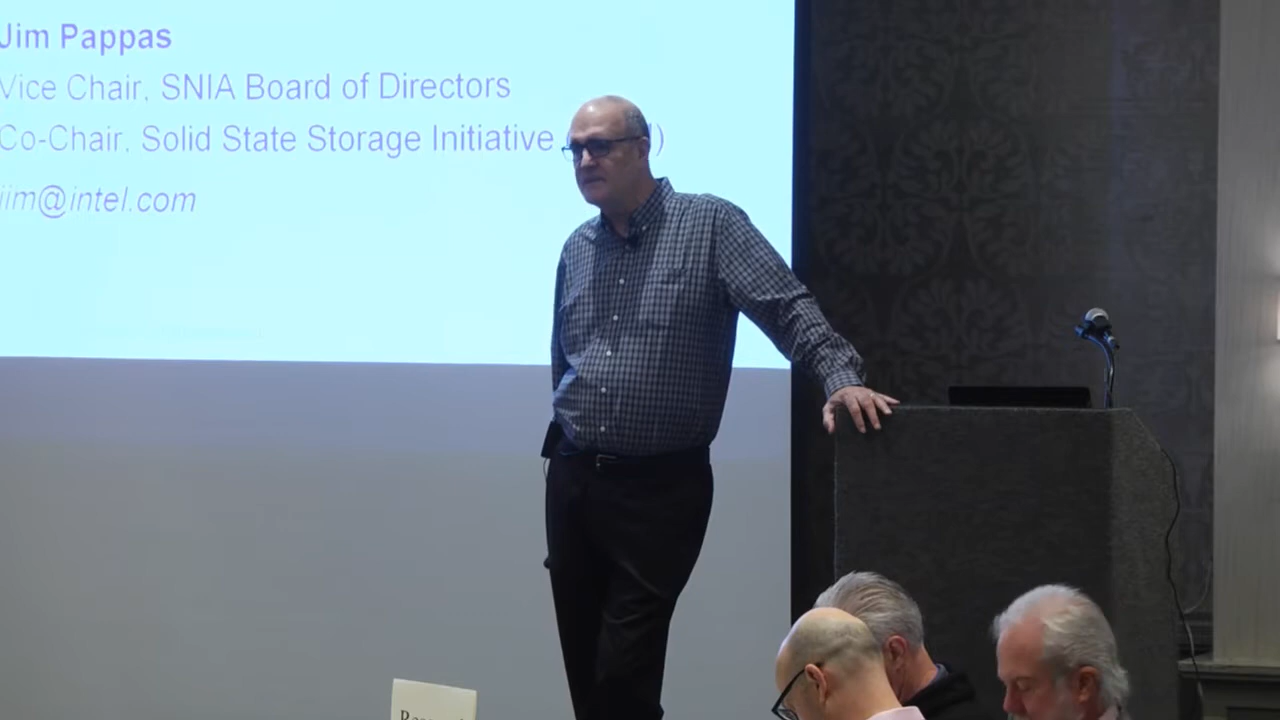 Jim Pappas
Vice Chair, SNIA Board of Directors
Co-Chair, Solid State Storage Initiative )
jim@intel.com